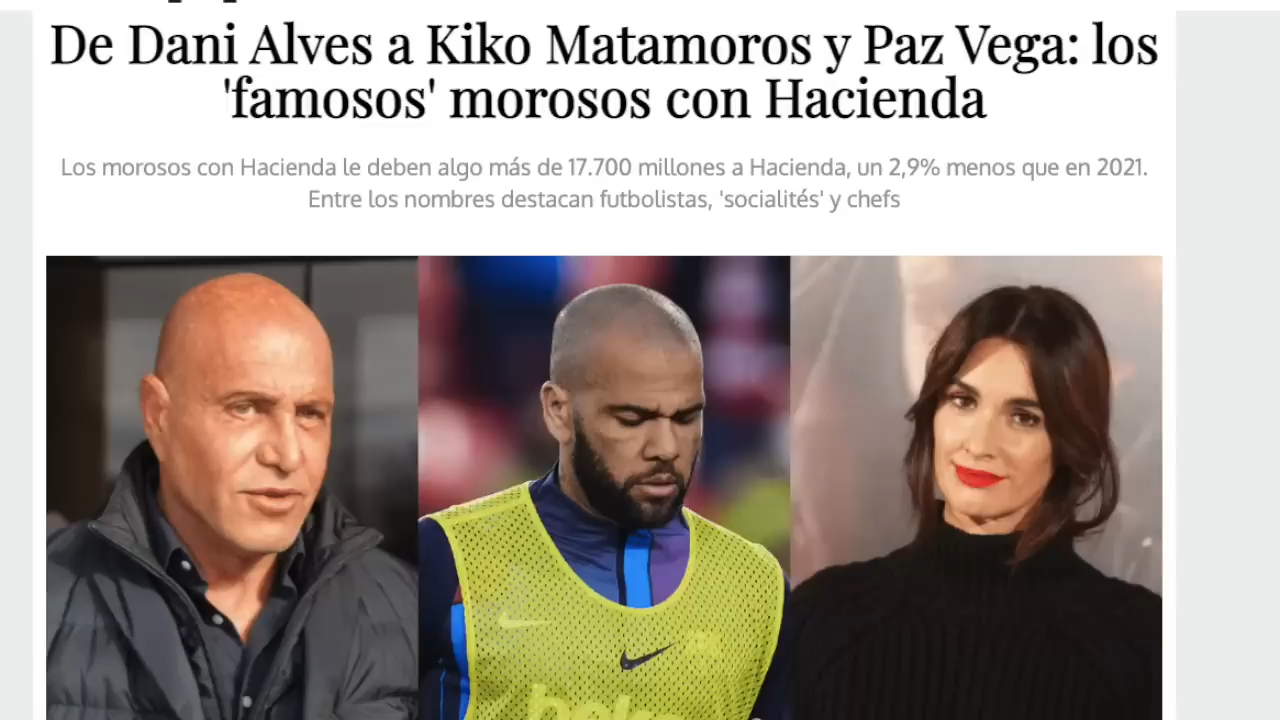 De Dani Alves a Kiko Matamoros y Paz Vega: los
'famosos' morosos con Hacienda
Los morosos con Hacienda le deben algo más de 17.700 millones a Hacienda, un 2,9% menos que en 2021.
Entre los nombres destacan futbolistas, 'socialités' y chefs